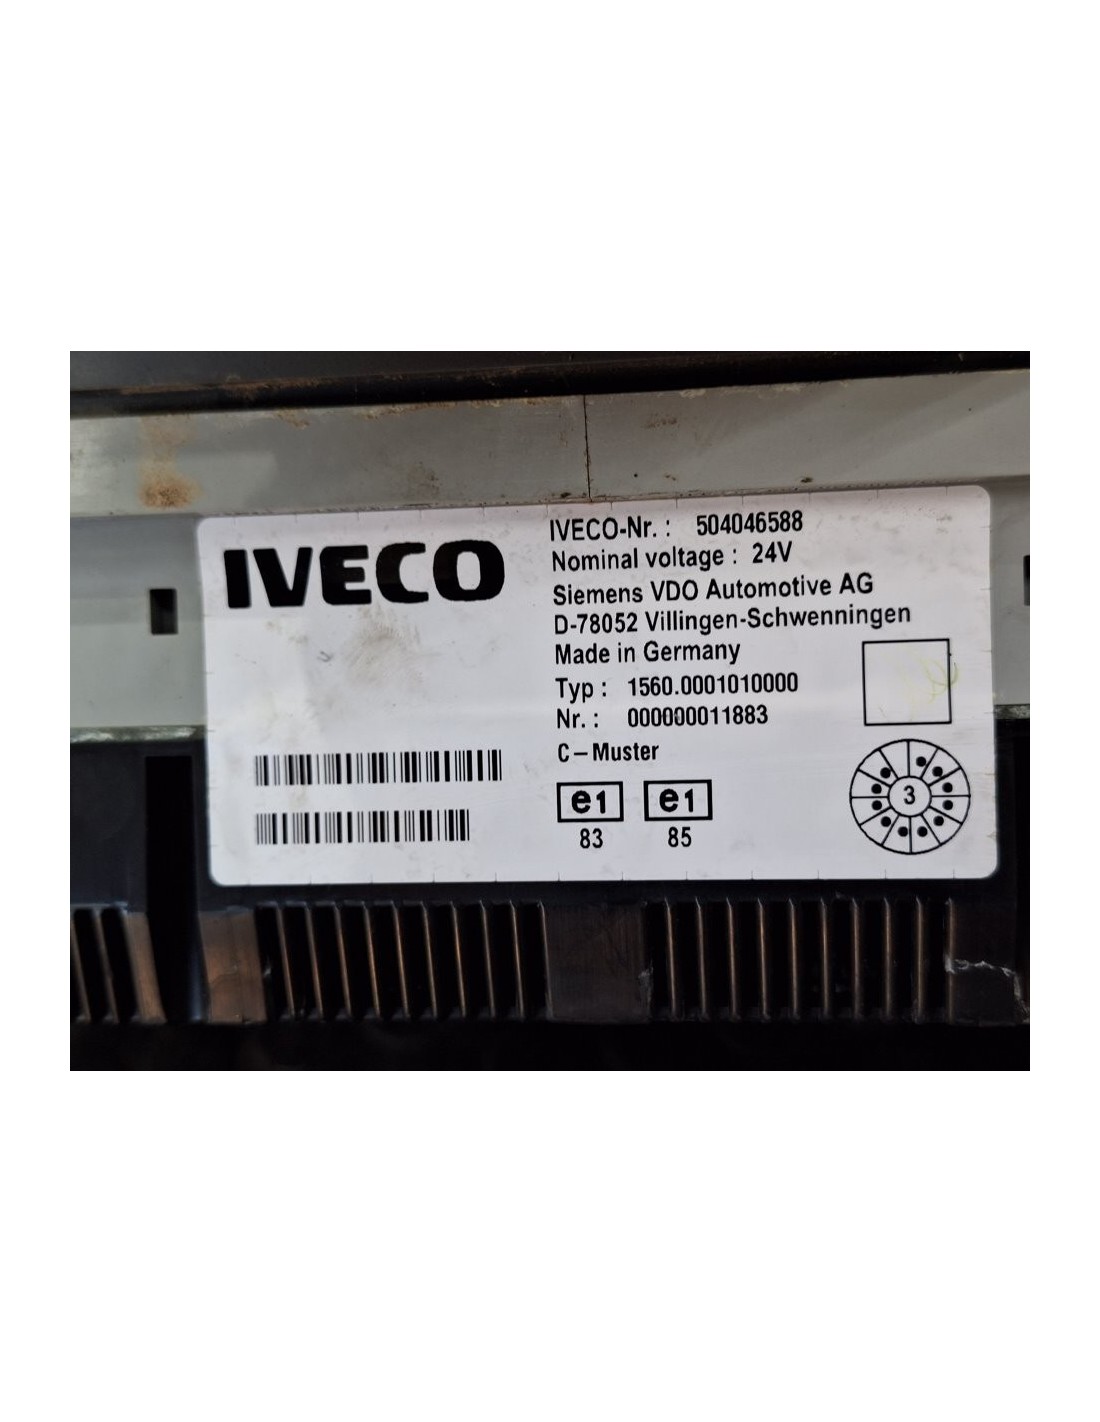 IVECO
IVECO-Nr. : 504046588
Nominal voltage : 24V
Siemens VDO Automotive AG
D-78052 Villingen-Schwenningen
Made in Germany
Typ : 1560.0001010000
Nr. : 000000011883
C-Muster
e1 e1
83 85
3